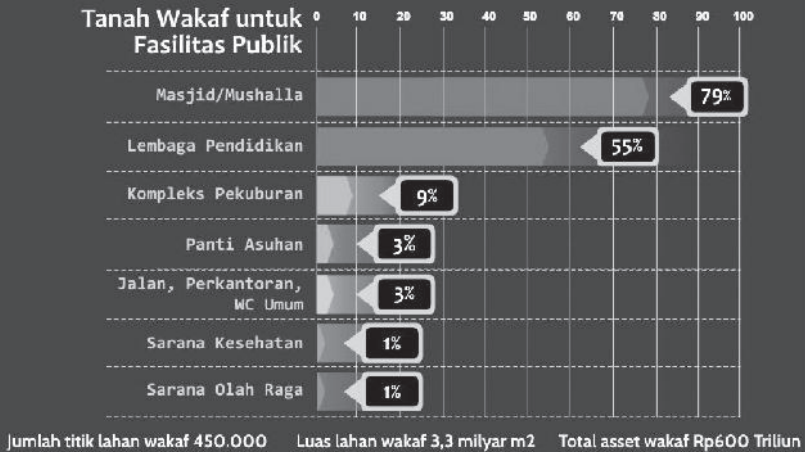 Tanah Wakaf untuk
Fasilitas Publik
0 10 20 30 40 50 60 70 80 90 100
Masjid/Mushalla 79%
Lembaga Pendidikan 55%
Kompleks Pekuburan 9%
Panti Asuhan 3%
Jalan, Perkantoran,
WC Umum 3%
Sarana Kesehatan 1%
Sarana Olah Raga 1%
Jumlah titik lahan wakaf 450.000 Luas lahan wakaf 3,3 milyar m2 Total asset wakaf Rp600 Triliun